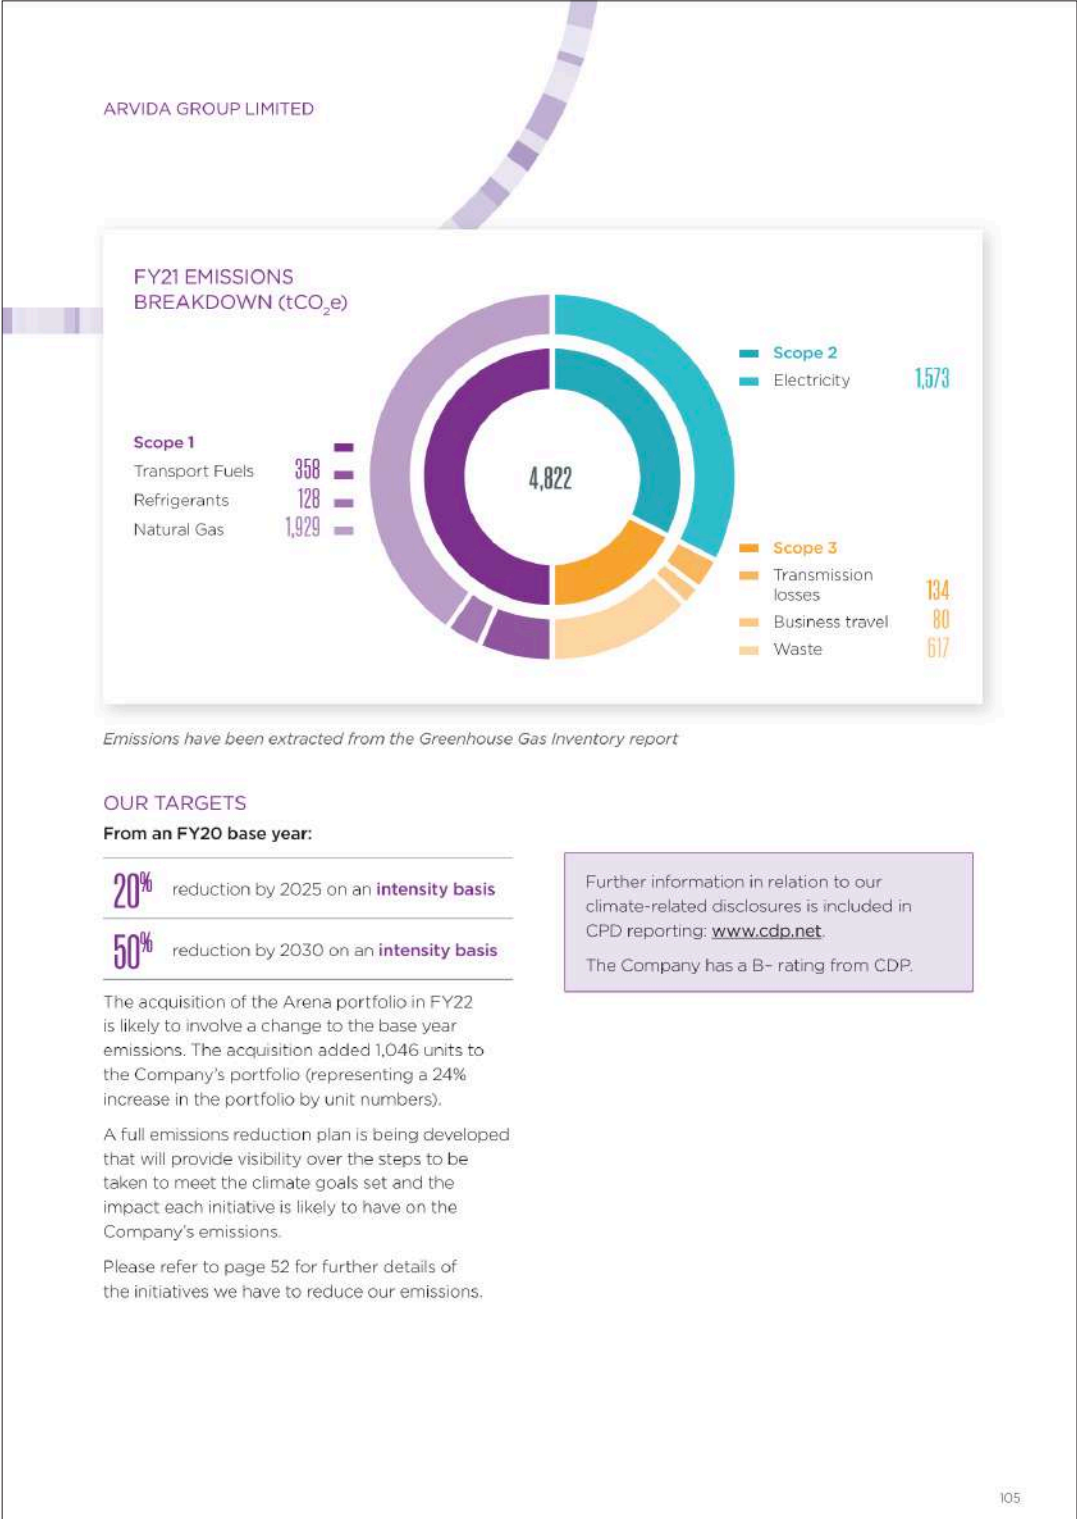 ARVIDA GROUP LIMITED
FY21 EMISSIONS
BREAKDOWN (tCO₂e)
Scope 1
Transport Fuels 358
Refrigerants 128
Natural Gas 1,929
4,822
Scope 2
Electricity 1,573
Scope 3
Transmission
losses 134
Business travel 80
Waste 617
Emissions have been extracted from the Greenhouse Gas Inventory report
OUR TARGETS
From an FY20 base year:
20% reduction by 2025 on an intensity basis
50% reduction by 2030 on an intensity basis
The acquisition of the Arena portfolio in FY22
is likely to involve a change to the base year
emissions. The acquisition added 1,046 units to
the Company's portfolio (representing a 24%
increase in the portfolio by unit numbers).
A full emissions reduction plan is being developed
that will provide visibility over the steps to be
taken to meet the climate goals set and the
impact each initiative is likely to have on the
Company's emissions.
Please refer to page 52 for further details of
the initiatives we have to reduce our emissions.
Further information in relation to our
climate-related disclosures is included in
CPD reporting: www.cdp.net.
The Company has a B- rating from CDP.
105